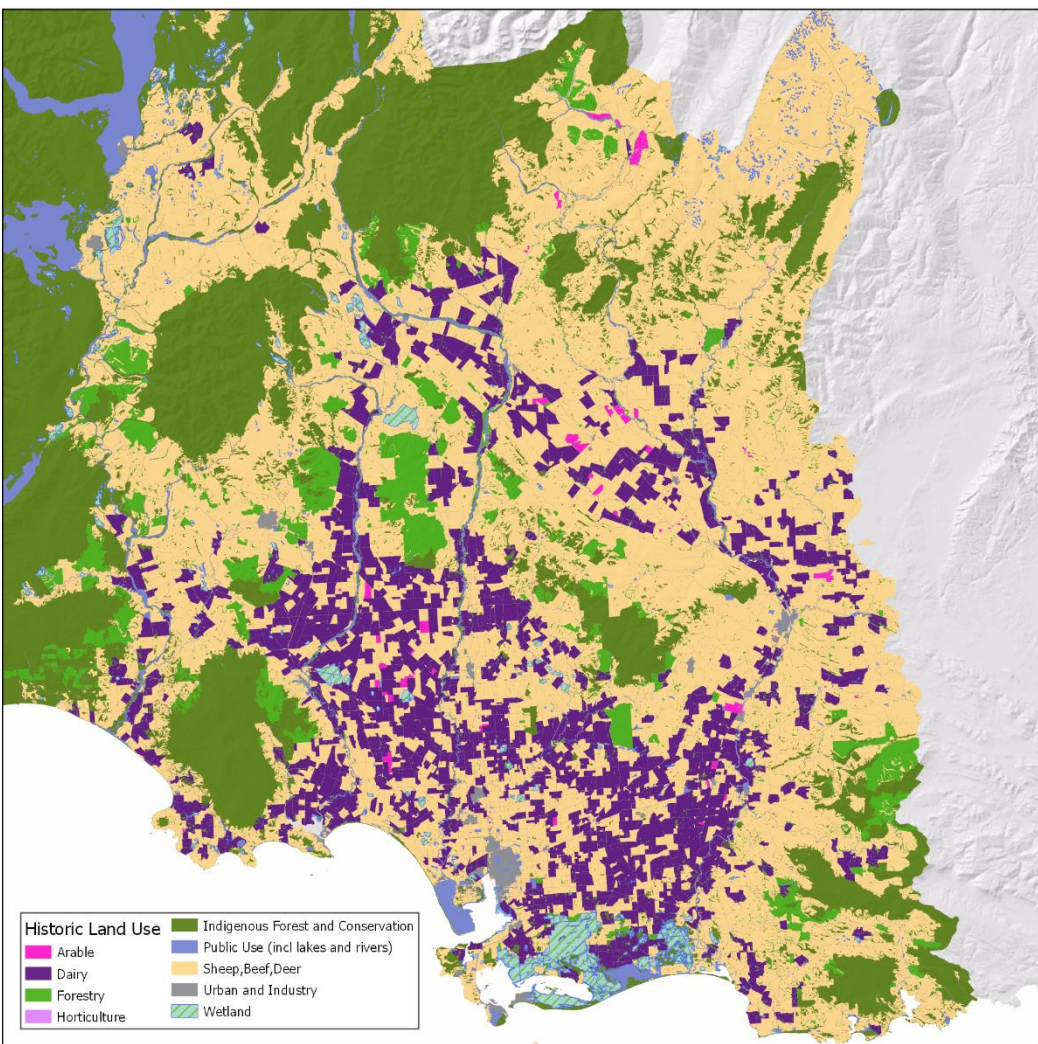 Historic Land Use
Arable
Dairy
Forestry
Horticulture
Indigenous Forest and Conservation
Public Use (incl lakes and rivers)
Sheep,Beef,Deer
Urban and Industry
Wetland